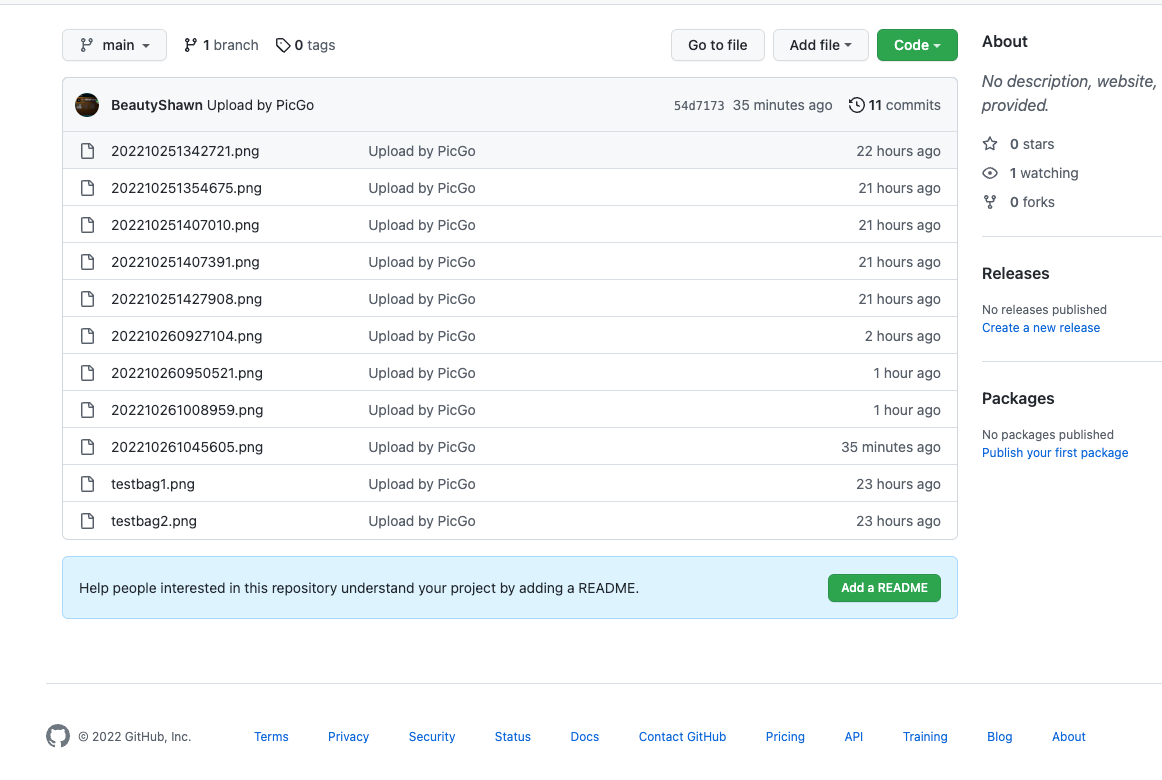 main 1 branch 0 tags Go to file Add file Code
BeautyShawn Upload by PicGo 54d7173 35 minutes ago 11 commits
202210251342721.png Upload by PicGo 22 hours ago
202210251354675.png Upload by PicGo 21 hours ago
202210251407010.png Upload by PicGo 21 hours ago
202210251407391.png Upload by PicGo 21 hours ago
202210251427908.png Upload by PicGo 21 hours ago
202210260927104.png Upload by PicGo 2 hours ago
202210260950521.png Upload by PicGo 1 hour ago
202210261008959.png Upload by PicGo 1 hour ago
202210261045605.png Upload by PicGo 35 minutes ago
testbag1.png Upload by PicGo 23 hours ago
testbag2.png Upload by PicGo 23 hours ago
Help people interested in this repository understand your project by adding a README. Add a README
About
No description, website,
provided.
0 stars
1 watching
0 forks
Releases
No releases published
Create a new release
Packages
No packages published
Publish your first package
© 2022 GitHub, Inc. Terms Privacy Security Status Docs Contact GitHub Pricing API Training Blog About